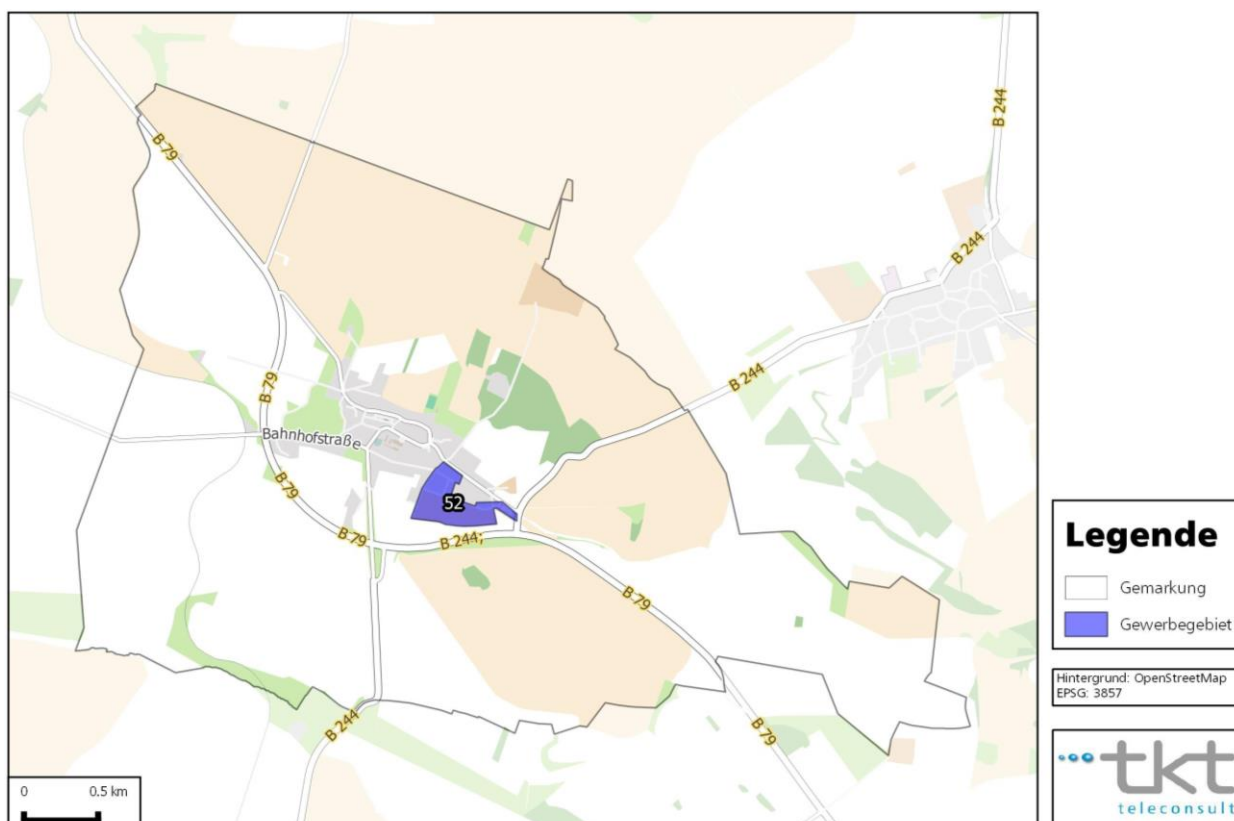 B 79
B 244
B 244
B 79
B 244
Bahnhofstraße
B 79
52
B 79
B 244;
B 79
B 244
B 79
0 0.5 km
Legende
Gemarkung
Gewerbegebiet
Hintergrund: OpenStreetMap
EPSG: 3857
tkt
teleconsult